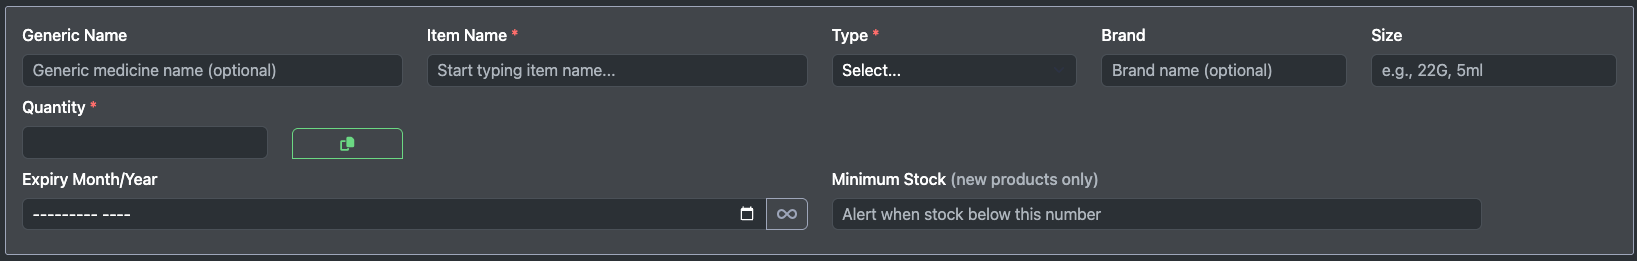 Generic Name Item Name * Type * Brand Size
Generic medicine name (optional) Start typing item name... Select... Brand name (optional) e.g., 22G, 5ml
Quantity *
Expiry Month/Year Minimum Stock (new products only)
--------- ---- Alert when stock below this number